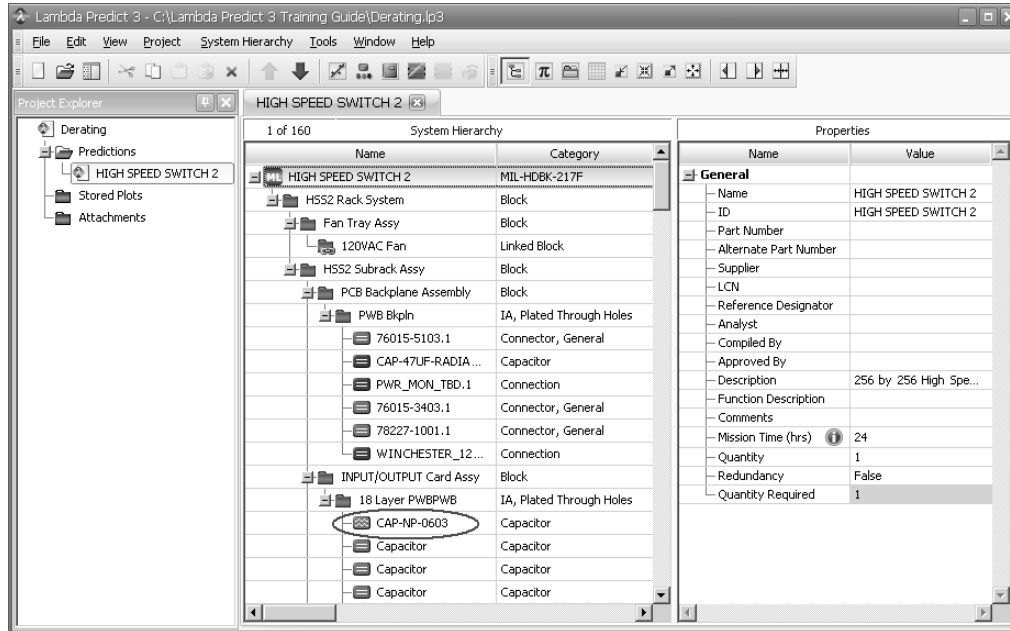 Lambda Predict 3 - C:\Lambda Predict 3 Training Guide\Derating.lp3
File Edit View Project System Hierarchy Tools Window Help
Project Explorer
Derating
Predictions
HIGH SPEED SWITCH 2
Stored Plots
Attachments
HIGH SPEED SWITCH 2
1 of 160 System Hierarchy
Name Category
HIGH SPEED SWITCH 2 MIL-HDBK-217F
HSS2 Rack System Block
Fan Tray Assy Block
120VAC Fan Linked Block
HSS2 Subrack Assy Block
PCB Backplane Assembly Block
PWB Bkpln IA, Plated Through Holes
76015-5103.1 Connector, General
CAP-47UF-RADIA... Capacitor
PWR_MON_TBD.1 Connection
76015-3403.1 Connector, General
78227-1001.1 Connector, General
WINCHESTER_12... Connection
INPUT/OUTPUT Card Assy Block
18 Layer PWBPWB IA, Plated Through Holes
CAP-NP-0603 Capacitor
Capacitor Capacitor
Capacitor Capacitor
Capacitor Capacitor
Properties
Name Value
General
Name HIGH SPEED SWITCH 2
ID HIGH SPEED SWITCH 2
Part Number
Alternate Part Number
Supplier
LCN
Reference Designator
Analyst
Compiled By
Approved By
Description 256 by 256 High Spe...
Function Description
Comments
Mission Time (hrs) 24
Quantity 1
Redundancy False
Quantity Required 1